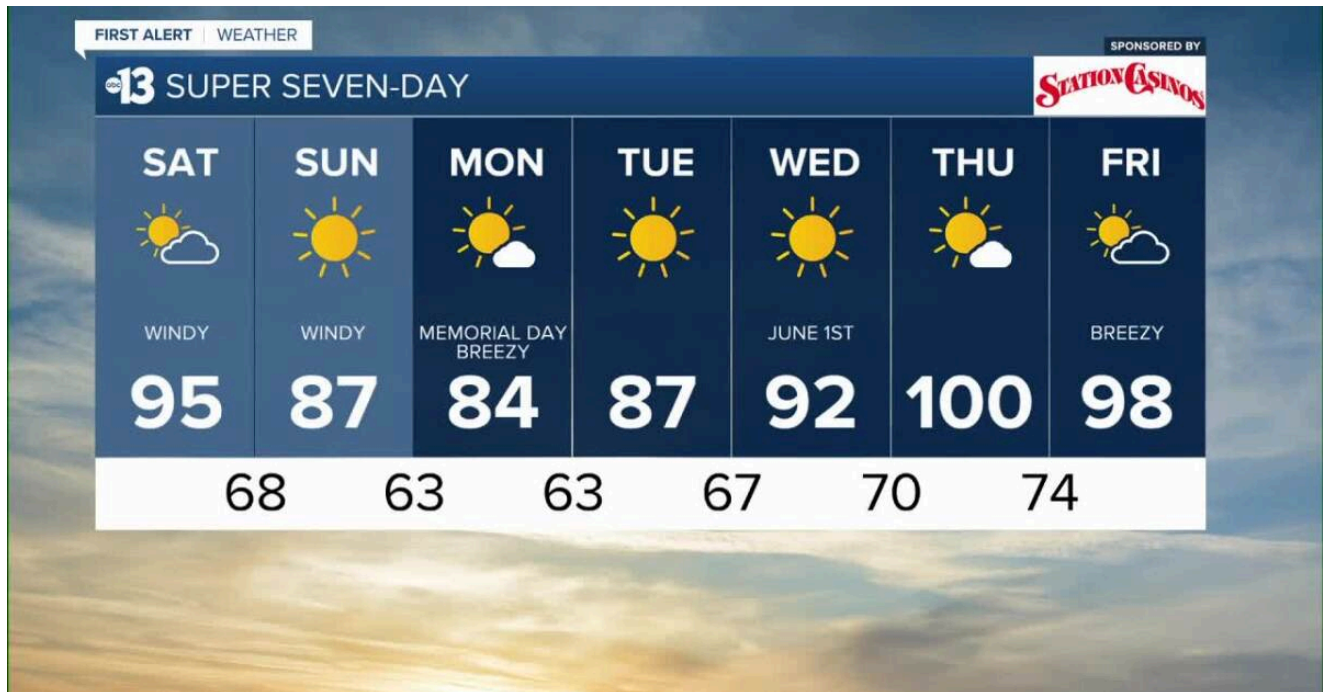 FIRST ALERT | WEATHER
SPONSORED BY
abc 13 SUPER SEVEN-DAY
STATION CASINOS
SAT SUN MON TUE WED THU FRI
WINDY WINDY MEMORIAL DAY JUNE 1ST BREEZY
BREEZY
95 87 84 87 92 100 98
68 63 63 67 70 74